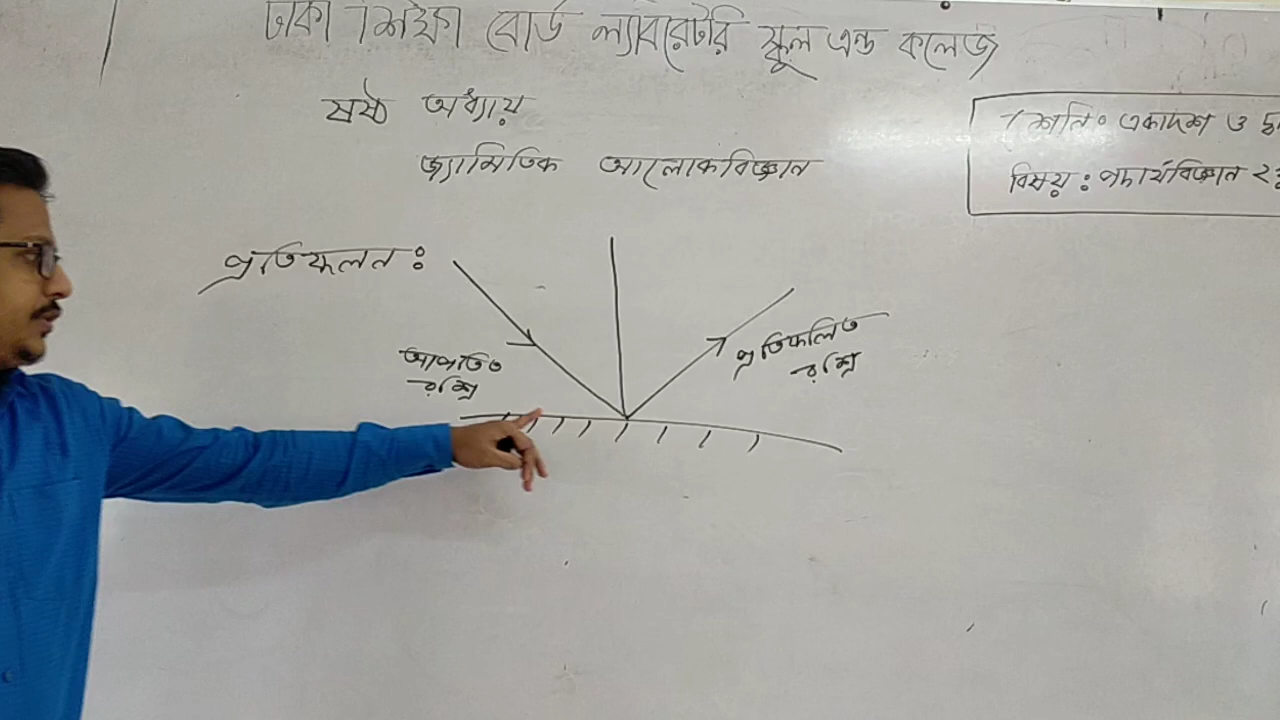 ঢাকা শিক্ষা বোর্ড ল্যাবরেটরি স্কুল এন্ড কলেজ
ষষ্ঠ অধ্যায়
জ্যামিতিক আলোকবিজ্ঞান
শ্রেনি: একাদশ ও
বিষয়: পদার্থবিজ্ঞান ২
প্রতিফলন:
আপতিত
রশ্মি
প্রতিফলিত
রশ্মি